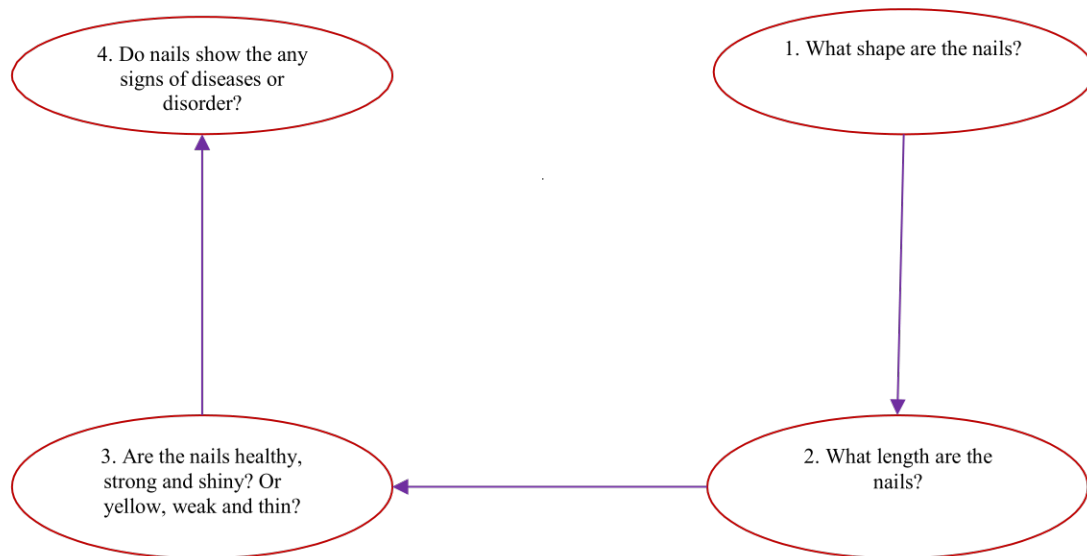 4. Do nails show the any
signs of diseases or
disorder?
1. What shape are the nails?
3. Are the nails healthy,
strong and shiny? Or
yellow, weak and thin?
2. What length are the
nails?